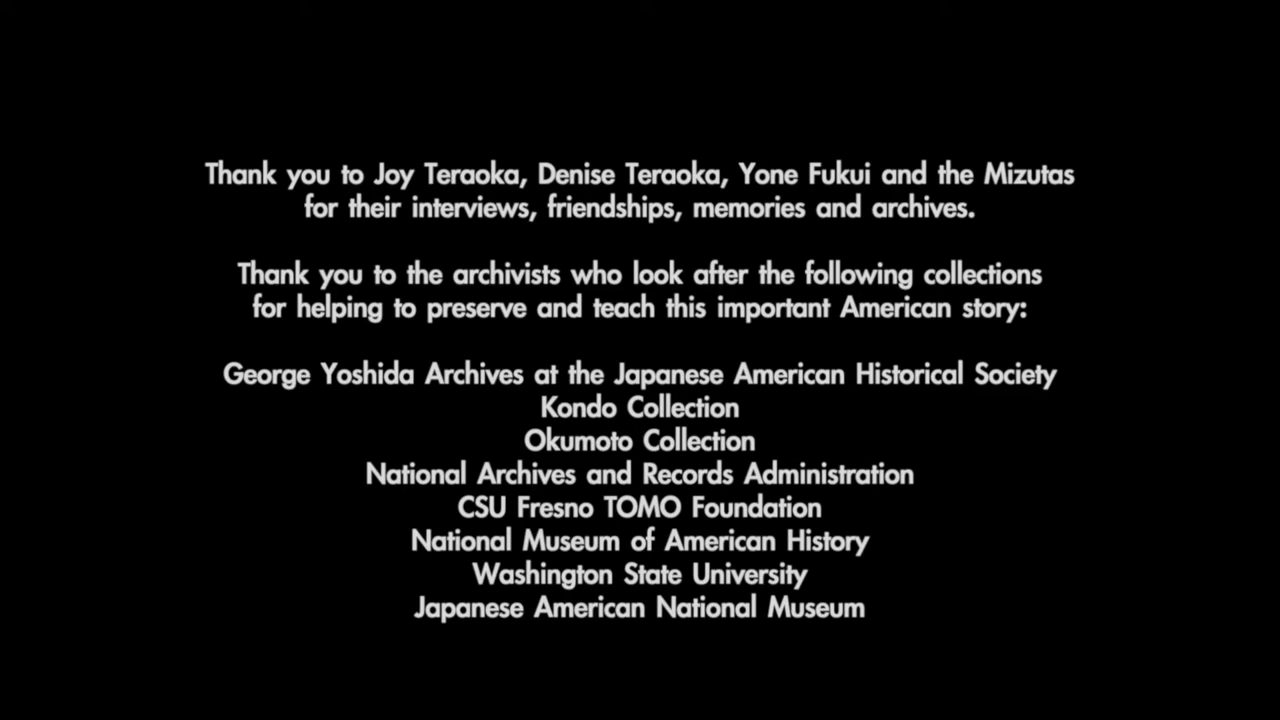 Thank you to Joy Teraoka, Denise Teraoka, Yone Fukui and the Mizutas
for their interviews, friendships, memories and archives.
Thank you to the archivists who look after the following collections
for helping to preserve and teach this important American story:
George Yoshida Archives at the Japanese American Historical Society
Kondo Collection
Okumoto Collection
National Archives and Records Administration
CSU Fresno TOMO Foundation
National Museum of American History
Washington State University
Japanese American National Museum